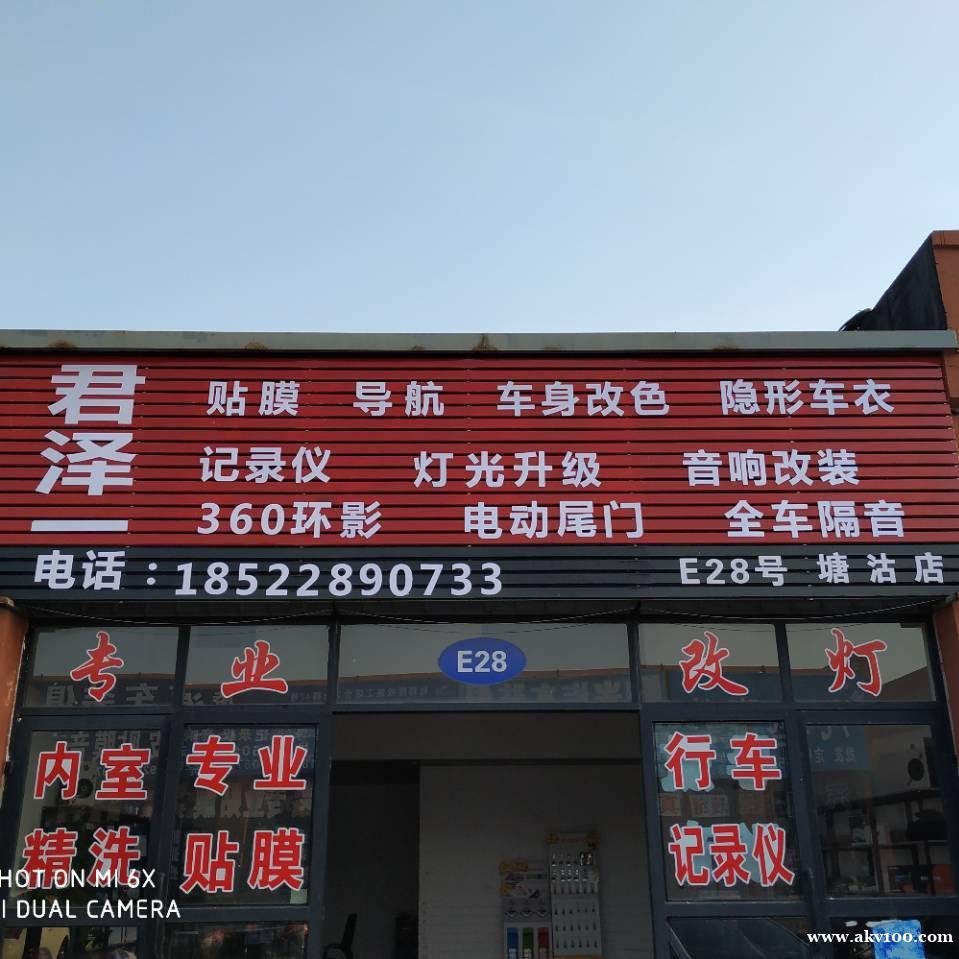 君泽
贴膜 导航 车身改色 隐形车衣
记录仪 灯光升级 音响改装
360环影 电动尾门 全车隔音
电话：18522890733 E28号 塘沽店
专业 E28 改灯
内室 专业 行车
精洗 贴膜 记录仪
HOT ON MI 6X
I DUAL CAMERA
www.akv100.com